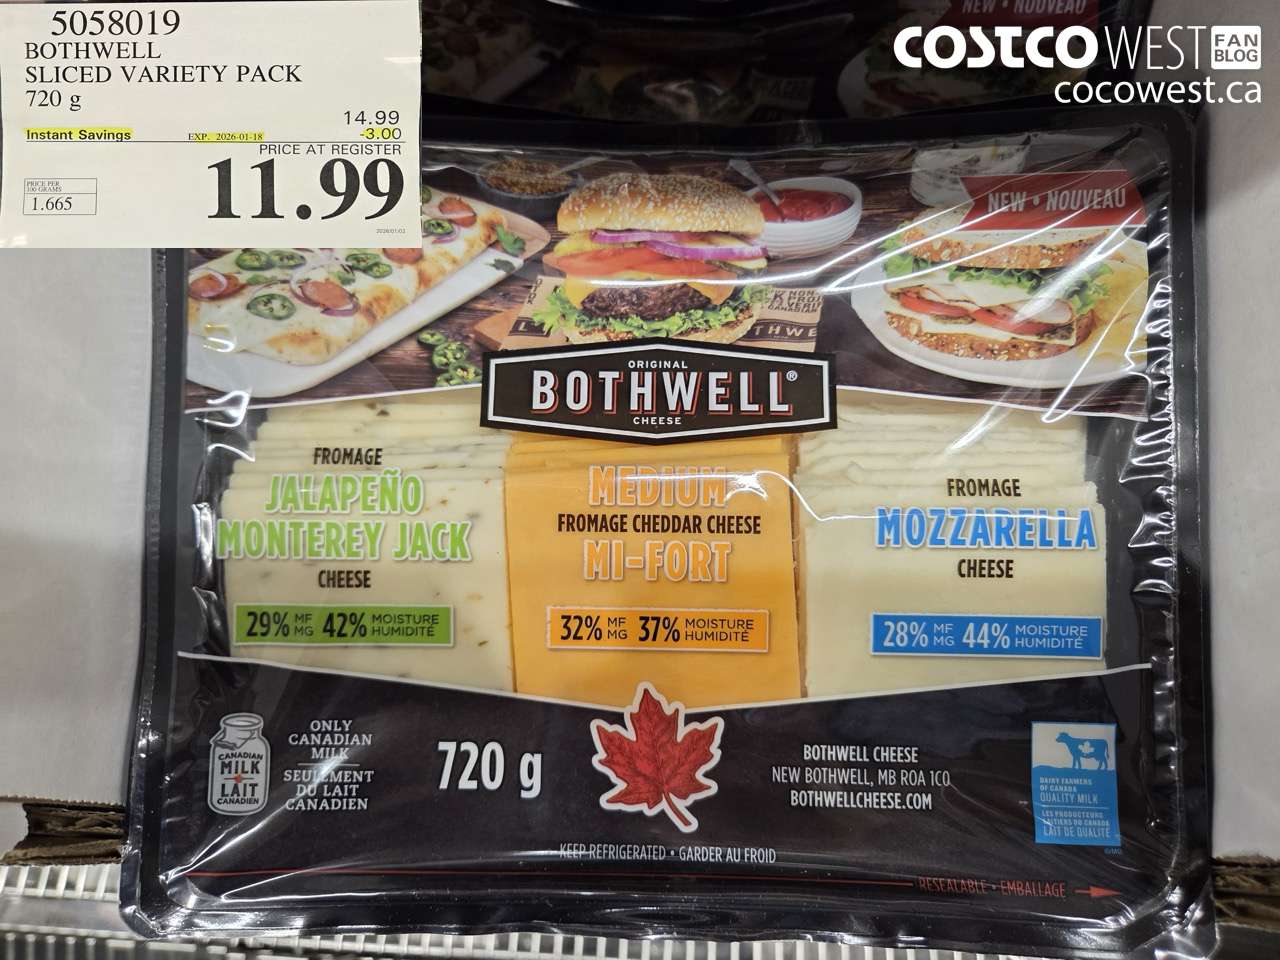 5058019
BOTHWELL
SLICED VARIETY PACK
720 g
14.99
Instant Savings EXP. 2026-01-18 -3.00
PRICE AT REGISTER
11.99
PRICE PER
100 GRAMS
1.665
2026/01/02
NEW • NOUVEAU
COSTCO WEST FAN BLOG
cocowest.ca
NEW • NOUVEAU
ORIGINAL
BOTHWELL®
CHEESE
FROMAGE
JALAPEÑO
MONTEREY JACK
CHEESE
29% MF MG 42% MOISTURE HUMIDITÉ
MEDIUM
FROMAGE CHEDDAR CHEESE
MI-FORT
32% MF MG 37% MOISTURE HUMIDITÉ
FROMAGE
MOZZARELLA
CHEESE
28% MF MG 44% MOISTURE HUMIDITÉ
CANADIAN
MILK
LAIT
CANADIEN
ONLY
CANADIAN
MILK
SEULEMENT
DU LAIT
CANADIEN
720 g
BOTHWELL CHEESE
NEW BOTHWELL, MB R0A 1C0
BOTHWELLCHEESE.COM
DAIRY FARMERS
OF CANADA
QUALITY MILK
LES PRODUCTEURS
LAITIERS DU CANADA
LAIT DE QUALITÉ
KEEP REFRIGERATED • GARDER AU FROID
RESEALABLE • EMBALLAGE